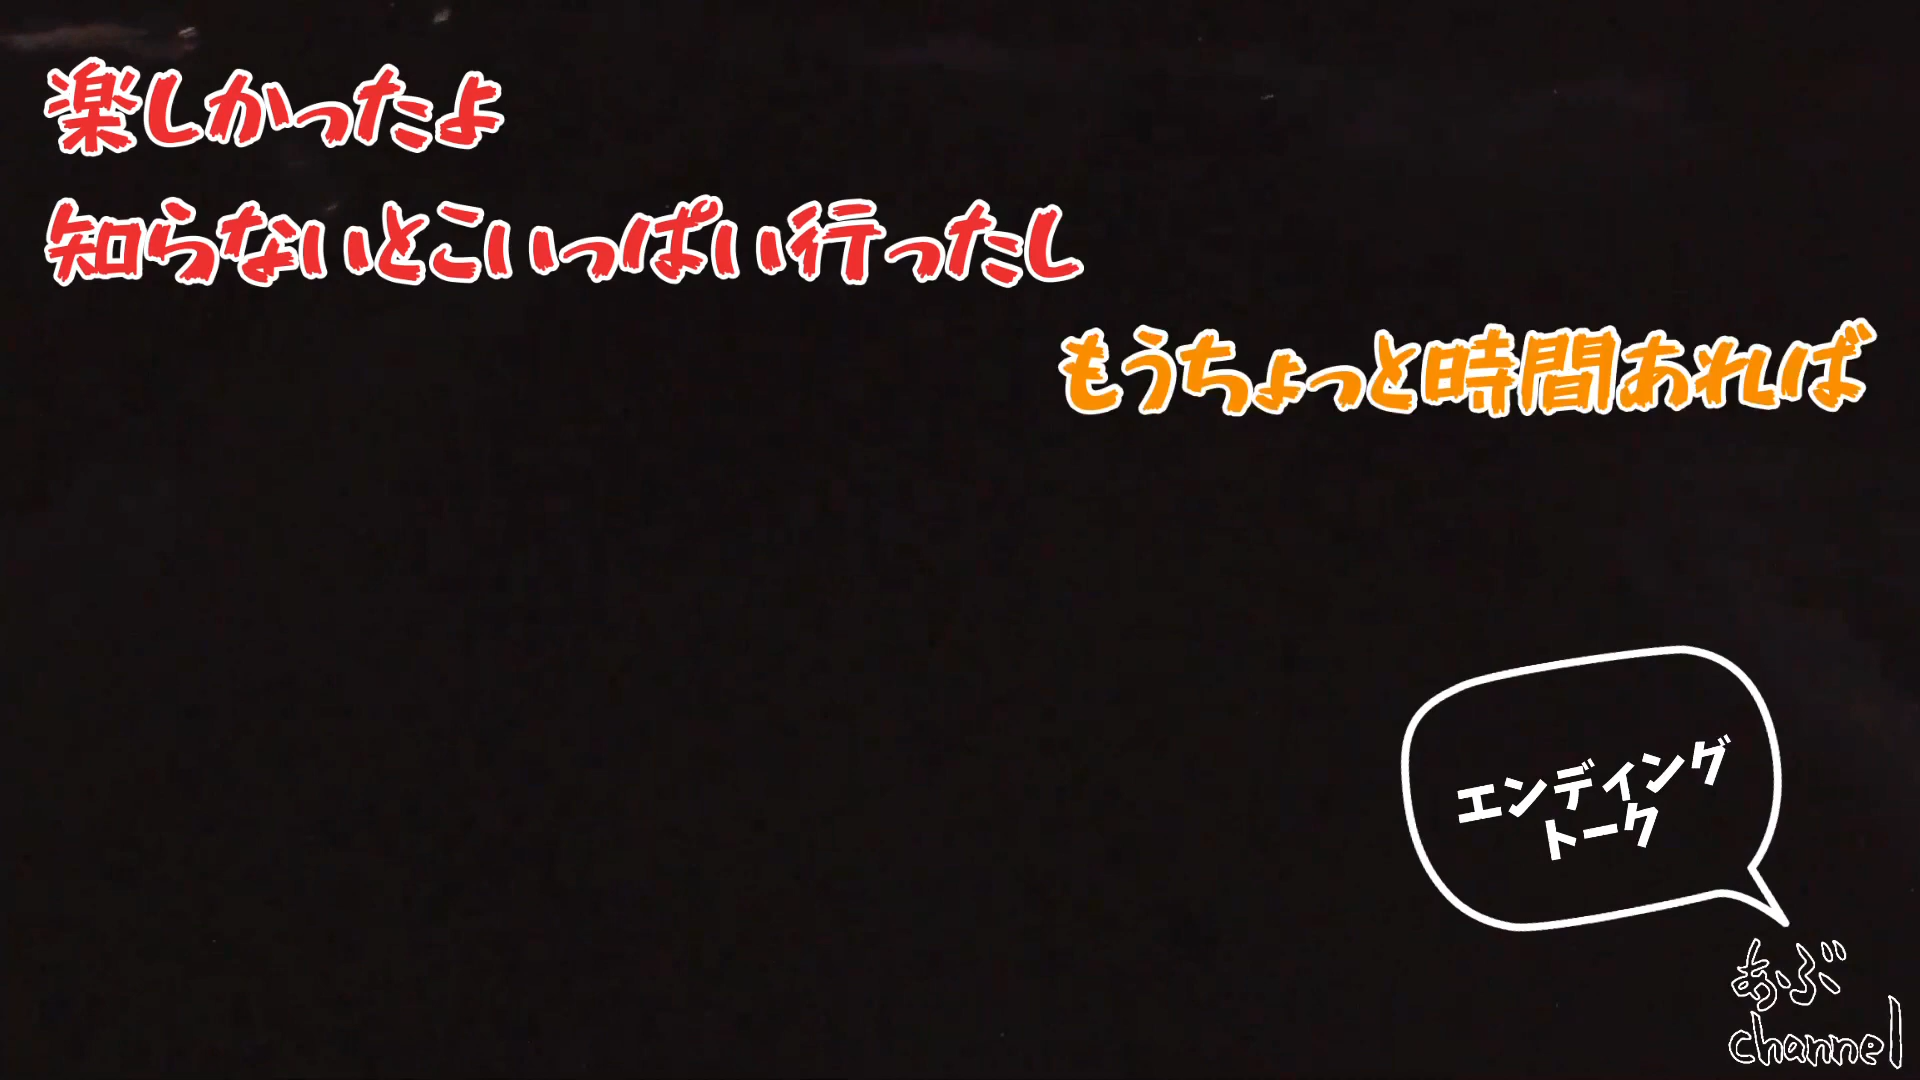 楽しかったよ
知らないとこいっぱい行ったし
もうちょっと時間あれば
エンディング
トーク
あぶ
channel